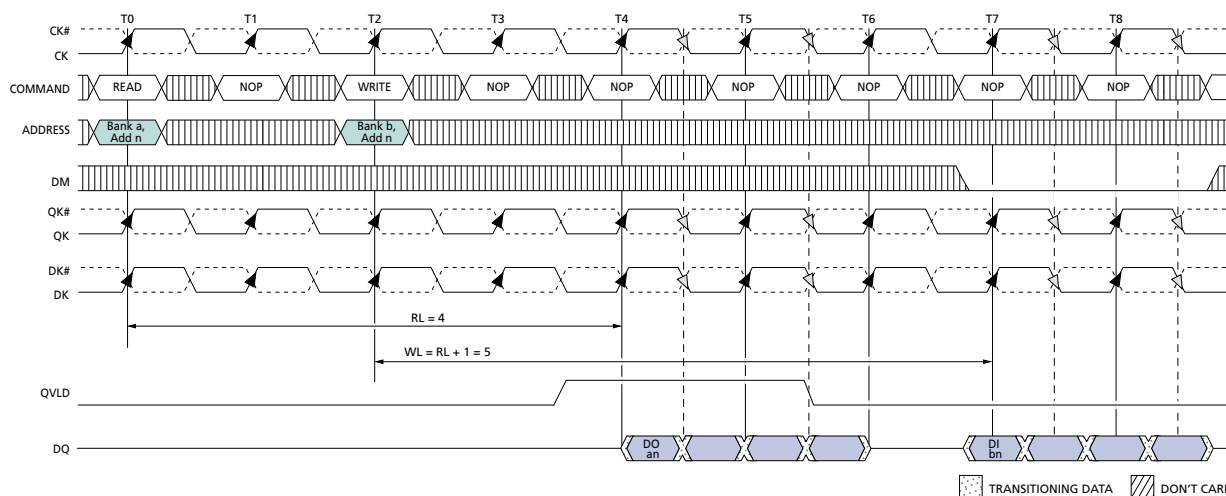 T0 T1 T2 T3 T4 T5 T6 T7 T8
CK#
CK
COMMAND READ NOP WRITE NOP NOP NOP NOP NOP NOP
ADDRESS Bank a, Add n Bank b, Add n
DM
QK#
QK
DK#
DK
RL = 4
WL = RL + 1 = 5
QVLD
DQ DO an DI bn
TRANSITIONING DATA DON'T CARE